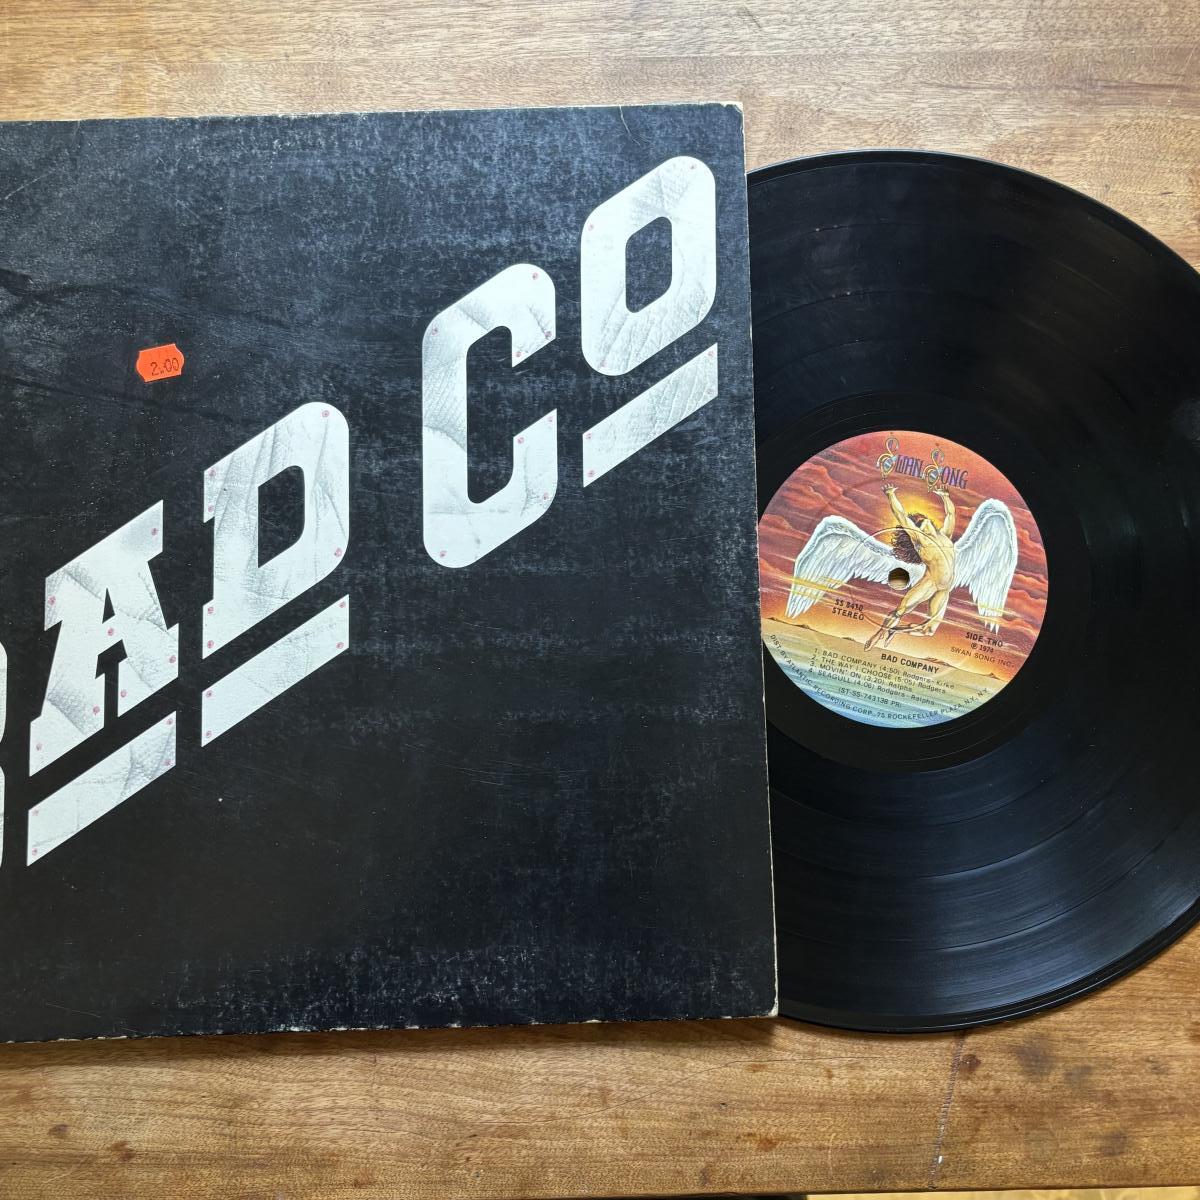 BAD CO
2.00
SWAN SONG
SS 8410
STEREO
SIDE TWO
℗ 1974
SWAN SONG INC.
BAD COMPANY
1. BAD COMPANY (4:50) Rodgers-Kirke
2. THE WAY I CHOOSE (5:05) Rodgers
3. MOVIN' ON (3:20) Ralphs
4. SEAGULL (4:06) Rodgers-Ralphs
(ST-SS-743138 PR)
DIST. BY ATLANTIC RECORDING CORP., 75 ROCKEFELLER PLAZA, NY, NY